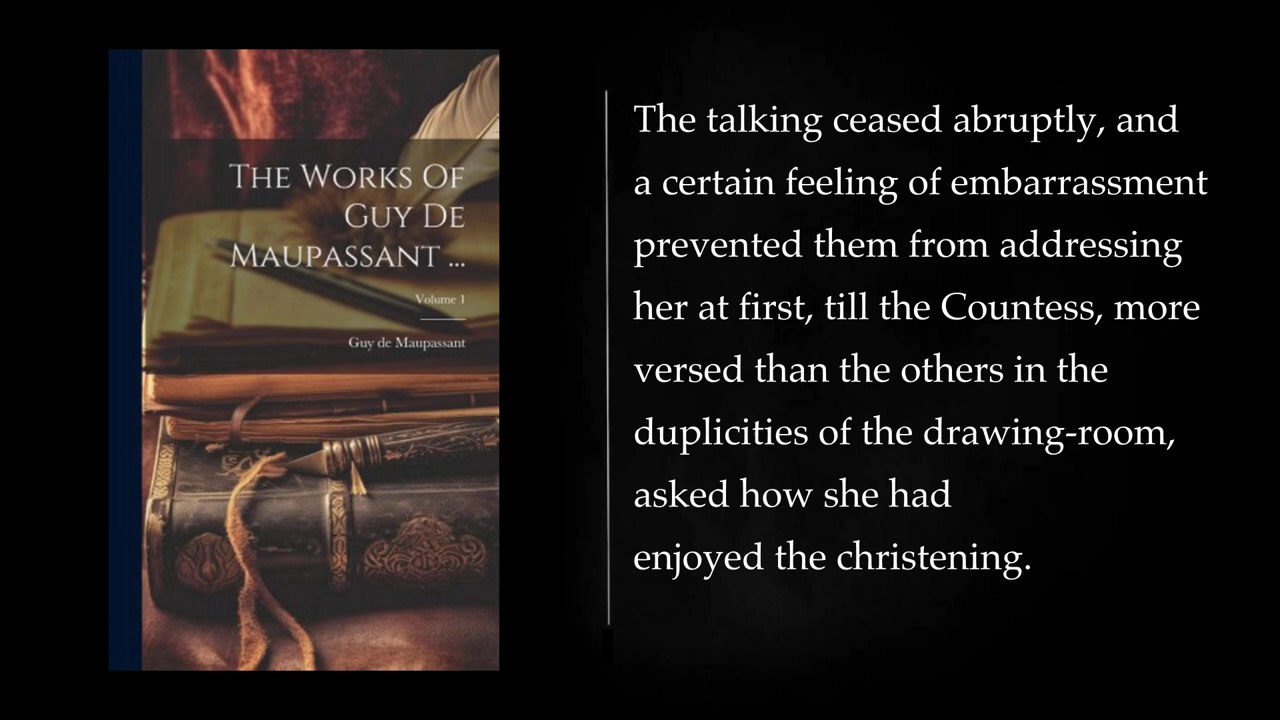 The Works Of
Guy De
Maupassant ...
Volume 1
Guy de Maupassant
The talking ceased abruptly, and
a certain feeling of embarrassment
prevented them from addressing
her at first, till the Countess, more
versed than the others in the
duplicities of the drawing-room,
asked how she had
enjoyed the christening.